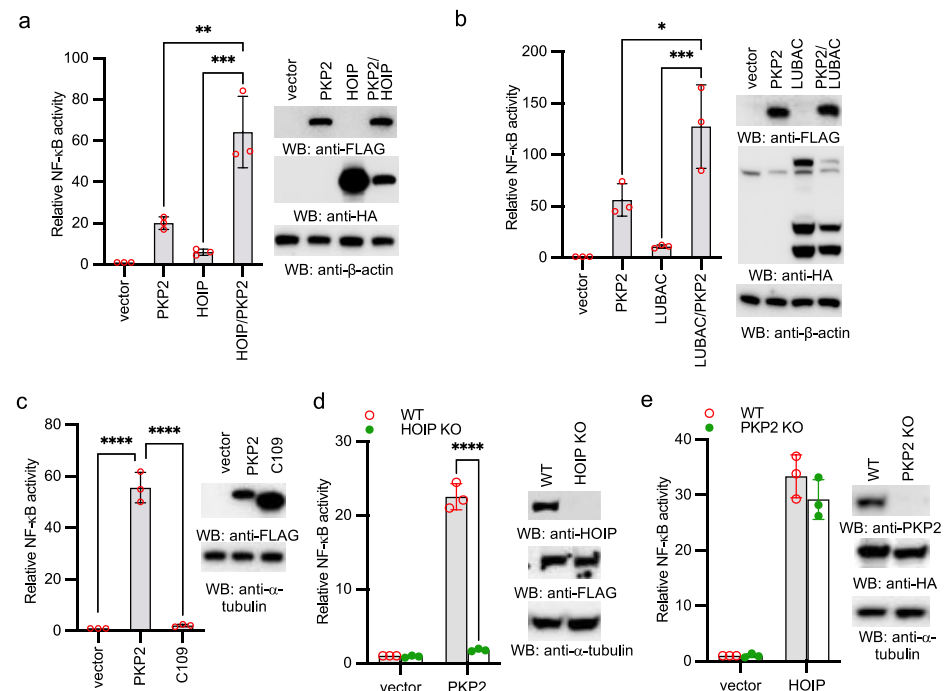 a
Relative NF-κB activity
100
80
60
40
20
0
**
***
vector
PKP2
HOIP
HOIP/PKP2
vector
PKP2
HOIP
PKP2/
HOIP
WB: anti-FLAG
WB: anti-HA
WB: anti-β-actin
b
Relative NF-κB activity
200
150
100
50
0
*
***
vector
PKP2
LUBAC
LUBAC/PKP2
vector
PKP2
LUBAC
PKP2/
LUBAC
WB: anti-FLAG
WB: anti-HA
WB: anti-β-actin
c
Relative NF-κB activity
80
60
40
20
0
****
****
vector
PKP2
C109
vector
PKP2
C109
WB: anti-FLAG
WB: anti-α-
tubulin
d
WT
HOIP KO
Relative NF-κB activity
30
20
10
0
****
vector
PKP2
WT
HOIP KO
WB: anti-HOIP
WB: anti-FLAG
WB: anti-α-tubulin
e
WT
PKP2 KO
Relative NF-κB activity
40
30
20
10
0
vector
HOIP
WT
PKP2 KO
WB: anti-PKP2
WB: anti-HA
WB: anti-α-
tubulin